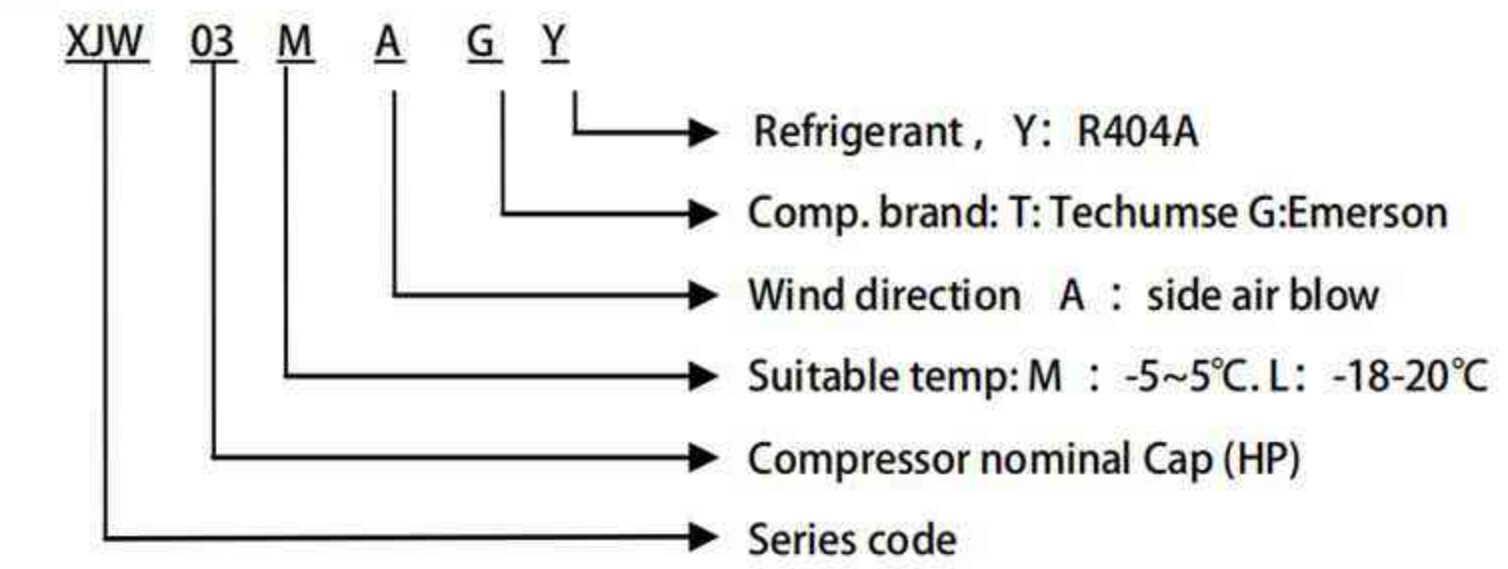 XJW 03 M A G Y
Refrigerant , Y: R404A
Comp. brand: T: Techumse G:Emerson
Wind direction A : side air blow
Suitable temp: M : -5~5℃. L: -18-20℃
Compressor nominal Cap (HP)
Series code